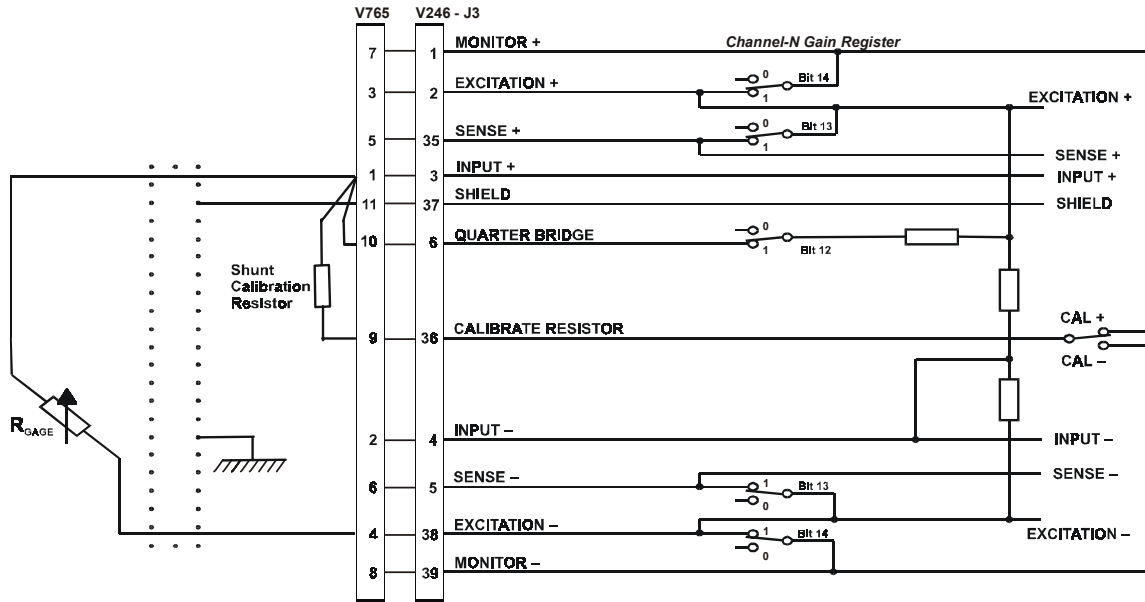 V765 V246 - J3
7 1 MONITOR + Channel-N Gain Register
0 Bit 14
3 2 EXCITATION + 1 EXCITATION +
0 Bit 13
5 35 SENSE + 1 SENSE +
1 3 INPUT + INPUT +
11 37 SHIELD SHIELD
0
10 6 QUARTER BRIDGE 1 Bit 12
Shunt
Calibration
Resistor
CAL +
9 36 CALIBRATE RESISTOR
CAL –
RGAGE
2 4 INPUT – INPUT –
6 5 SENSE – 1 Bit 13 SENSE –
0
4 38 EXCITATION – 1 Bit 14 EXCITATION –
0
8 39 MONITOR –